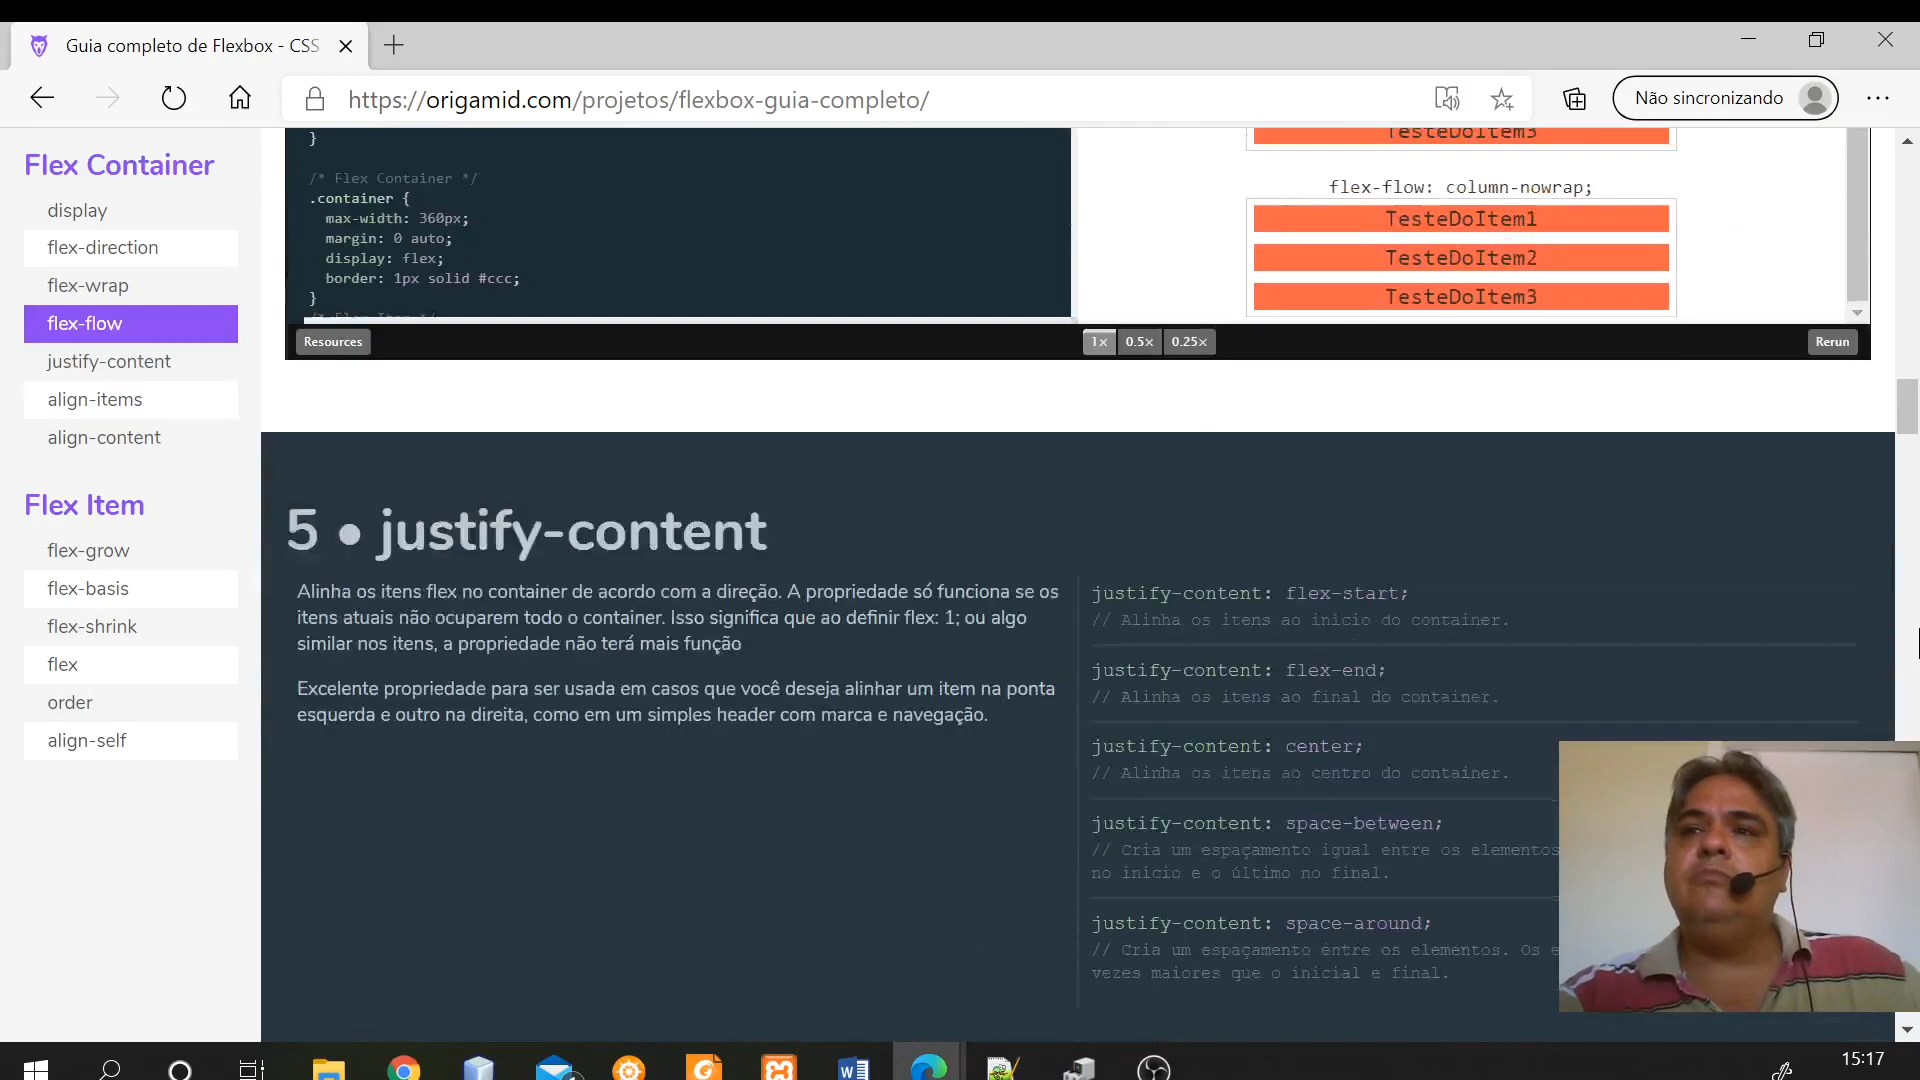 Guia completo de Flexbox - CSS
https://origamid.com/projetos/flexbox-guia-completo/
Não sincronizando
Flex Container
display
flex-direction
flex-wrap
flex-flow
justify-content
align-items
align-content
Flex Item
flex-grow
flex-basis
flex-shrink
flex
order
align-self
}
/* Flex Container */
.container {
max-width: 360px;
margin: 0 auto;
display: flex;
border: 1px solid #ccc;
}
/* Flex Item */
TesteDoItem3
flex-flow: column-nowrap;
TesteDoItem1
TesteDoItem2
TesteDoItem3
Resources
1×
0.5×
0.25×
Rerun
5 • justify-content
Alinha os itens flex no container de acordo com a direção. A propriedade só funciona se os
itens atuais não ocuparem todo o container. Isso significa que ao definir flex: 1; ou algo
similar nos itens, a propriedade não terá mais função
Excelente propriedade para ser usada em casos que você deseja alinhar um item na ponta
esquerda e outro na direita, como em um simples header com marca e navegação.
justify-content: flex-start;
// Alinha os itens ao início do container.
justify-content: flex-end;
// Alinha os itens ao final do container.
justify-content: center;
// Alinha os itens ao centro do container.
justify-content: space-between;
// Cria um espaçamento igual entre os elementos
no inicio e o último no final.
justify-content: space-around;
// Cria um espaçamento entre os elementos. Os
vezes maiores que o inicial e final.
15:17